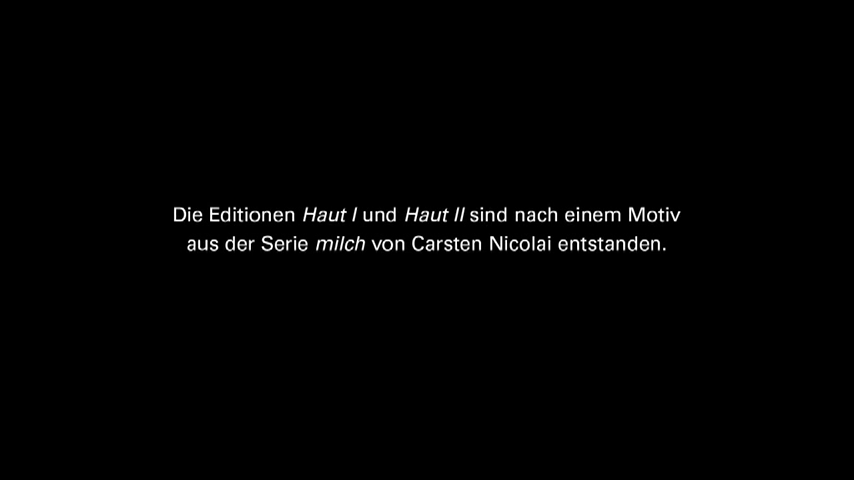 Die Editionen Haut I und Haut II sind nach einem Motiv
aus der Serie milch von Carsten Nicolai entstanden.